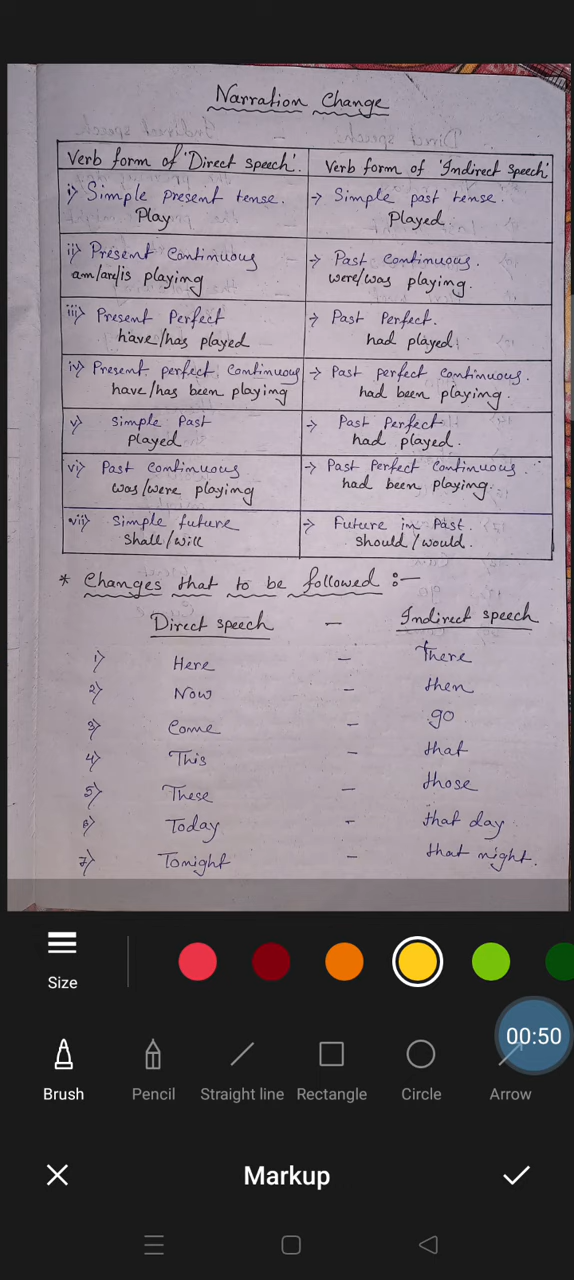 Narration Change
Verb form of 'Direct speech'. Verb form of 'Indirect speech'
i) Simple present tense. → Simple past tense.
Play Played
ii) Present Continuous → Past Continuous.
am/are/is playing were/was playing.
iii) Present Perfect → Past Perfect.
have/has played had played.
iv) Present perfect continuous → Past perfect continuous.
have/has been playing had been playing.
v) simple Past → Past Perfect
played had played.
vi) Past continuous → Past Perfect continuous
was/were playing had been playing.
vii) Simple future → Future in Past.
shall/will should/would.
* Changes that to be followed :—
Direct speech — Indirect speech
1) Here — there
2) Now — then
3) Come — go
4) This — that
5) These — those
6) Today — that day
7) Tonight — that night.
Size
00:50
Brush Pencil Straight line Rectangle Circle Arrow
Markup